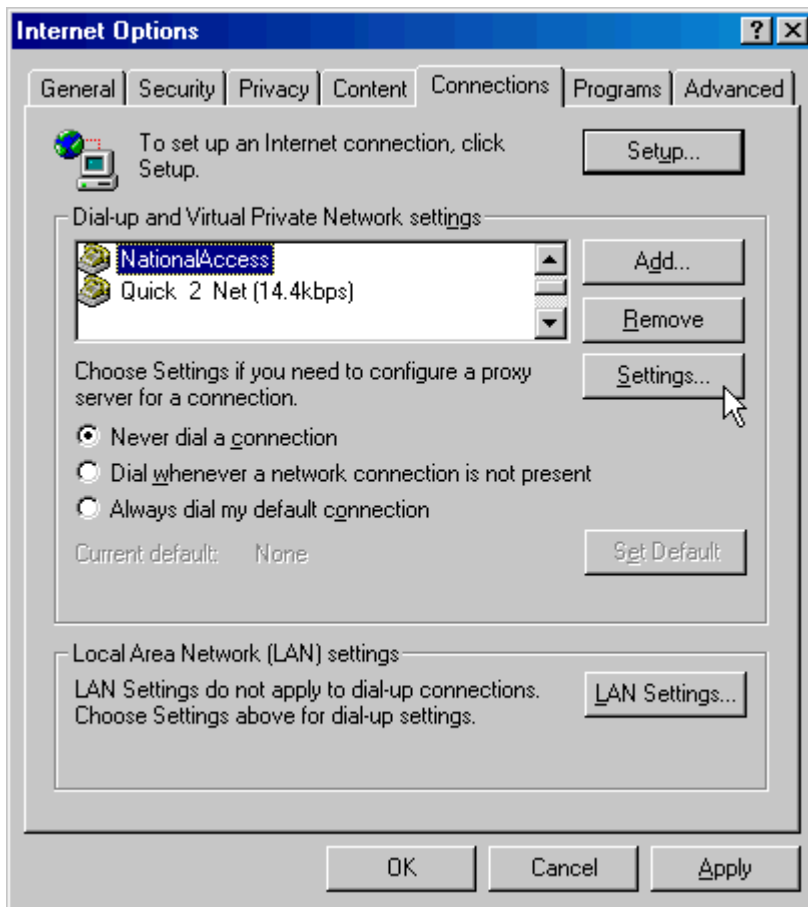 Internet Options
General Security Privacy Content Connections Programs Advanced
To set up an Internet connection, click
Setup.
Setup...
Dial-up and Virtual Private Network settings
NationalAccess
Quick 2 Net (14.4kbps)
Add...
Remove
Choose Settings if you need to configure a proxy
server for a connection.
Settings...
Never dial a connection
Dial whenever a network connection is not present
Always dial my default connection
Current default: None
Set Default
Local Area Network (LAN) settings
LAN Settings do not apply to dial-up connections.
Choose Settings above for dial-up settings.
LAN Settings...
OK Cancel Apply